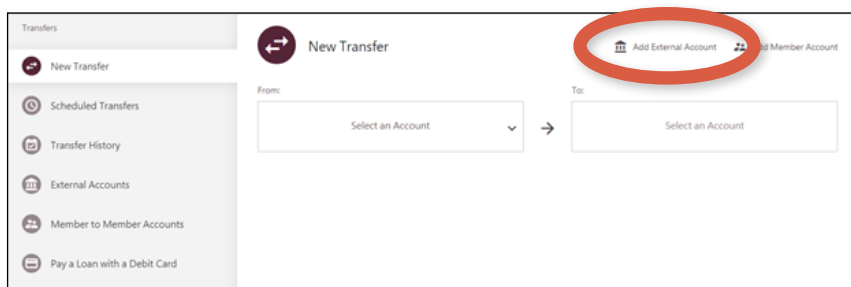 Transfers
New Transfer
Scheduled Transfers
Transfer History
External Accounts
Member to Member Accounts
Pay a Loan with a Debit Card
New Transfer
Add External Account
Add Member Account
From:
To:
Select an Account
Select an Account